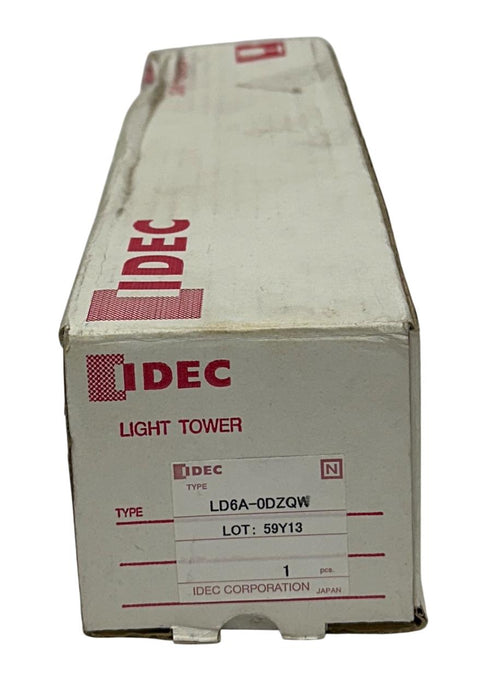 IDEC
IDEC
LIGHT TOWER
IDEC
N
TYPE
TYPE
LD6A-0DZQW
LOT: 59Y13
1 pcs.
IDEC CORPORATION JAPAN